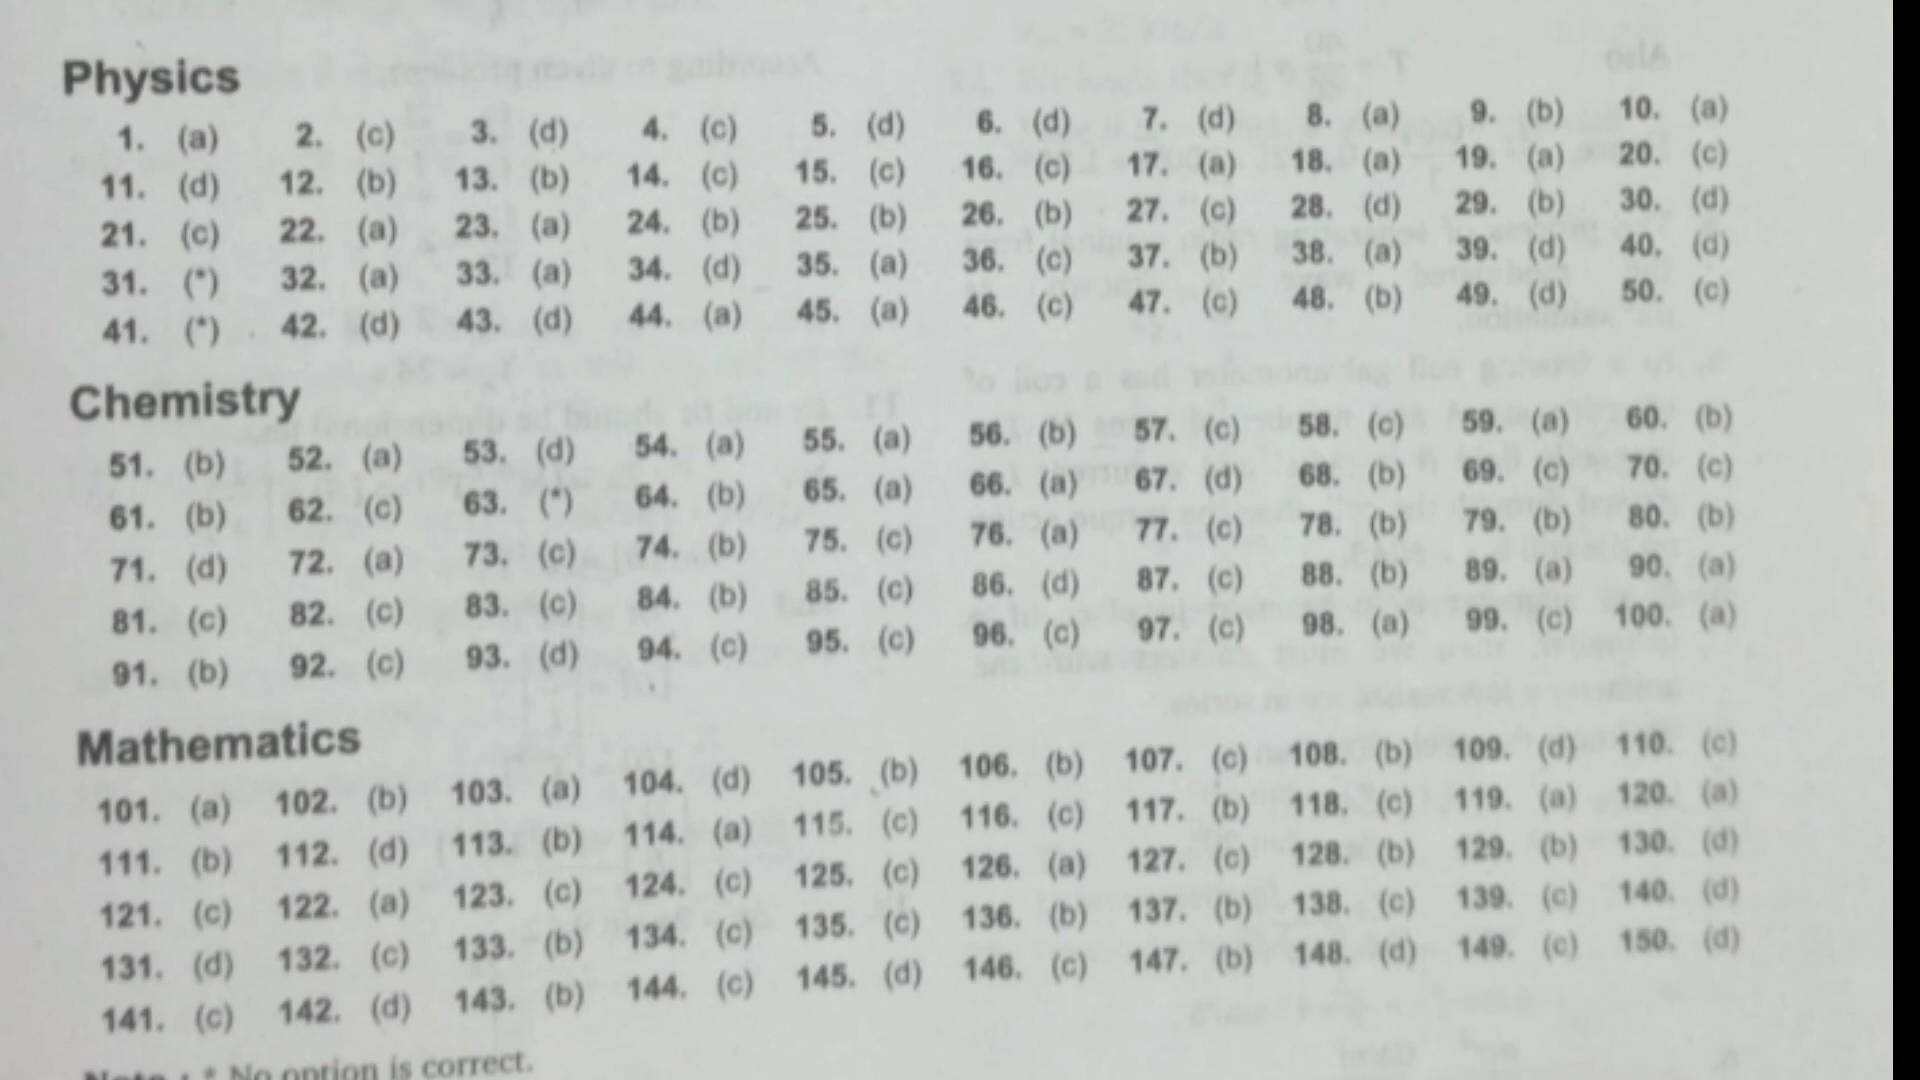 Physics
1. (a) 2. (c) 3. (d) 4. (c) 5. (d) 6. (d) 7. (d) 8. (a) 9. (b) 10. (a)
11. (d) 12. (b) 13. (b) 14. (c) 15. (c) 16. (c) 17. (a) 18. (a) 19. (a) 20. (c)
21. (c) 22. (a) 23. (a) 24. (b) 25. (b) 26. (b) 27. (c) 28. (d) 29. (b) 30. (d)
31. (*) 32. (a) 33. (a) 34. (d) 35. (a) 36. (c) 37. (b) 38. (a) 39. (d) 40. (d)
41. (*) 42. (d) 43. (d) 44. (a) 45. (a) 46. (c) 47. (c) 48. (b) 49. (d) 50. (c)
Chemistry
51. (b) 52. (a) 53. (d) 54. (a) 55. (a) 56. (b) 57. (c) 58. (c) 59. (a) 60. (b)
61. (b) 62. (c) 63. (*) 64. (b) 65. (a) 66. (a) 67. (d) 68. (b) 69. (c) 70. (c)
71. (d) 72. (a) 73. (c) 74. (b) 75. (c) 76. (a) 77. (c) 78. (b) 79. (b) 80. (b)
81. (c) 82. (c) 83. (c) 84. (b) 85. (c) 86. (d) 87. (c) 88. (b) 89. (a) 90. (a)
91. (b) 92. (c) 93. (d) 94. (c) 95. (c) 96. (c) 97. (c) 98. (a) 99. (c) 100. (a)
Mathematics
101. (a) 102. (b) 103. (a) 104. (d) 105. (b) 106. (b) 107. (c) 108. (b) 109. (d) 110. (c)
111. (b) 112. (d) 113. (b) 114. (a) 115. (c) 116. (c) 117. (b) 118. (c) 119. (a) 120. (a)
121. (c) 122. (a) 123. (c) 124. (c) 125. (c) 126. (a) 127. (c) 128. (b) 129. (b) 130. (d)
131. (d) 132. (c) 133. (b) 134. (c) 135. (c) 136. (b) 137. (b) 138. (c) 139. (c) 140. (d)
141. (c) 142. (d) 143. (b) 144. (c) 145. (d) 146. (c) 147. (b) 148. (d) 149. (c) 150. (d)
Note : * No option is correct.